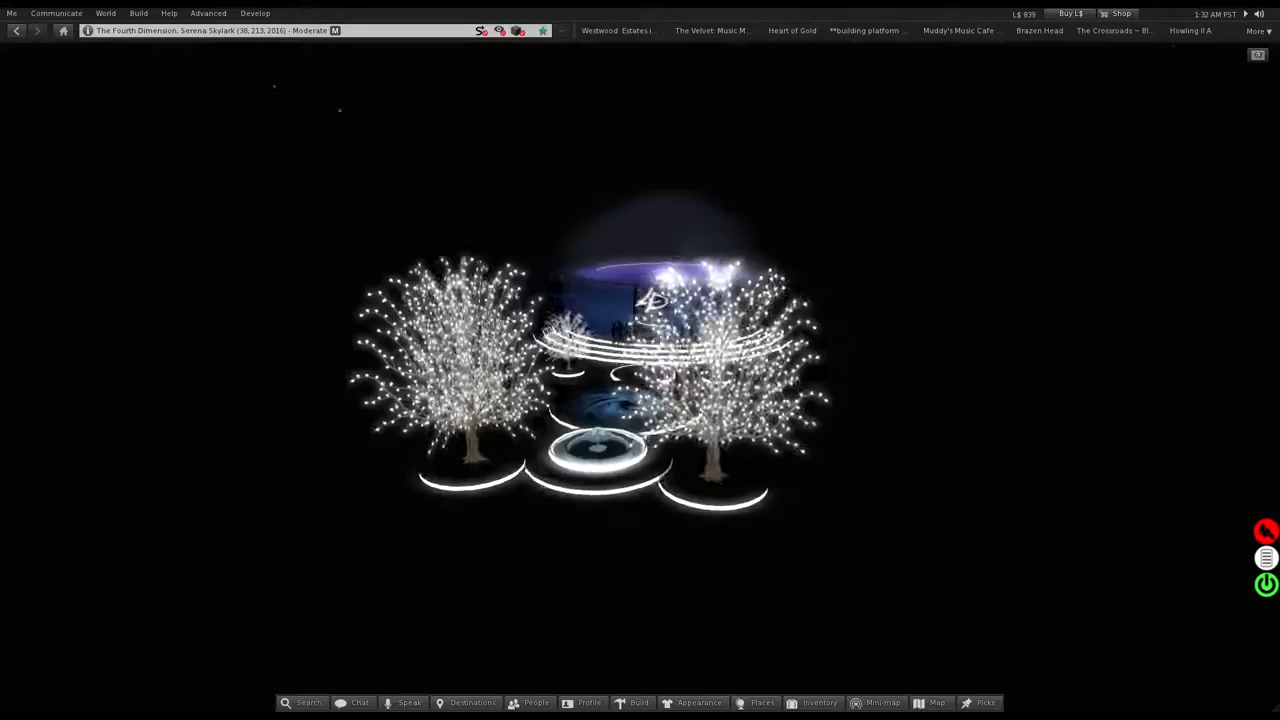 Me Communicate World Build Help Advanced Develop L$ 839 Buy L$ Shop 1:32 AM PST
The Fourth Dimension, Serena Skylark (38, 213, 2016) - Moderate M Westwood Estates i... The Velvet: Music M... Heart of Gold **building platform ... Muddy's Music Cafe ... Brazen Head The Crossroads ~ Bl... Howling II A More ▼
4D
Search Chat Speak Destinations People Profile Build Appearance Places Inventory Mini-map Map Picks